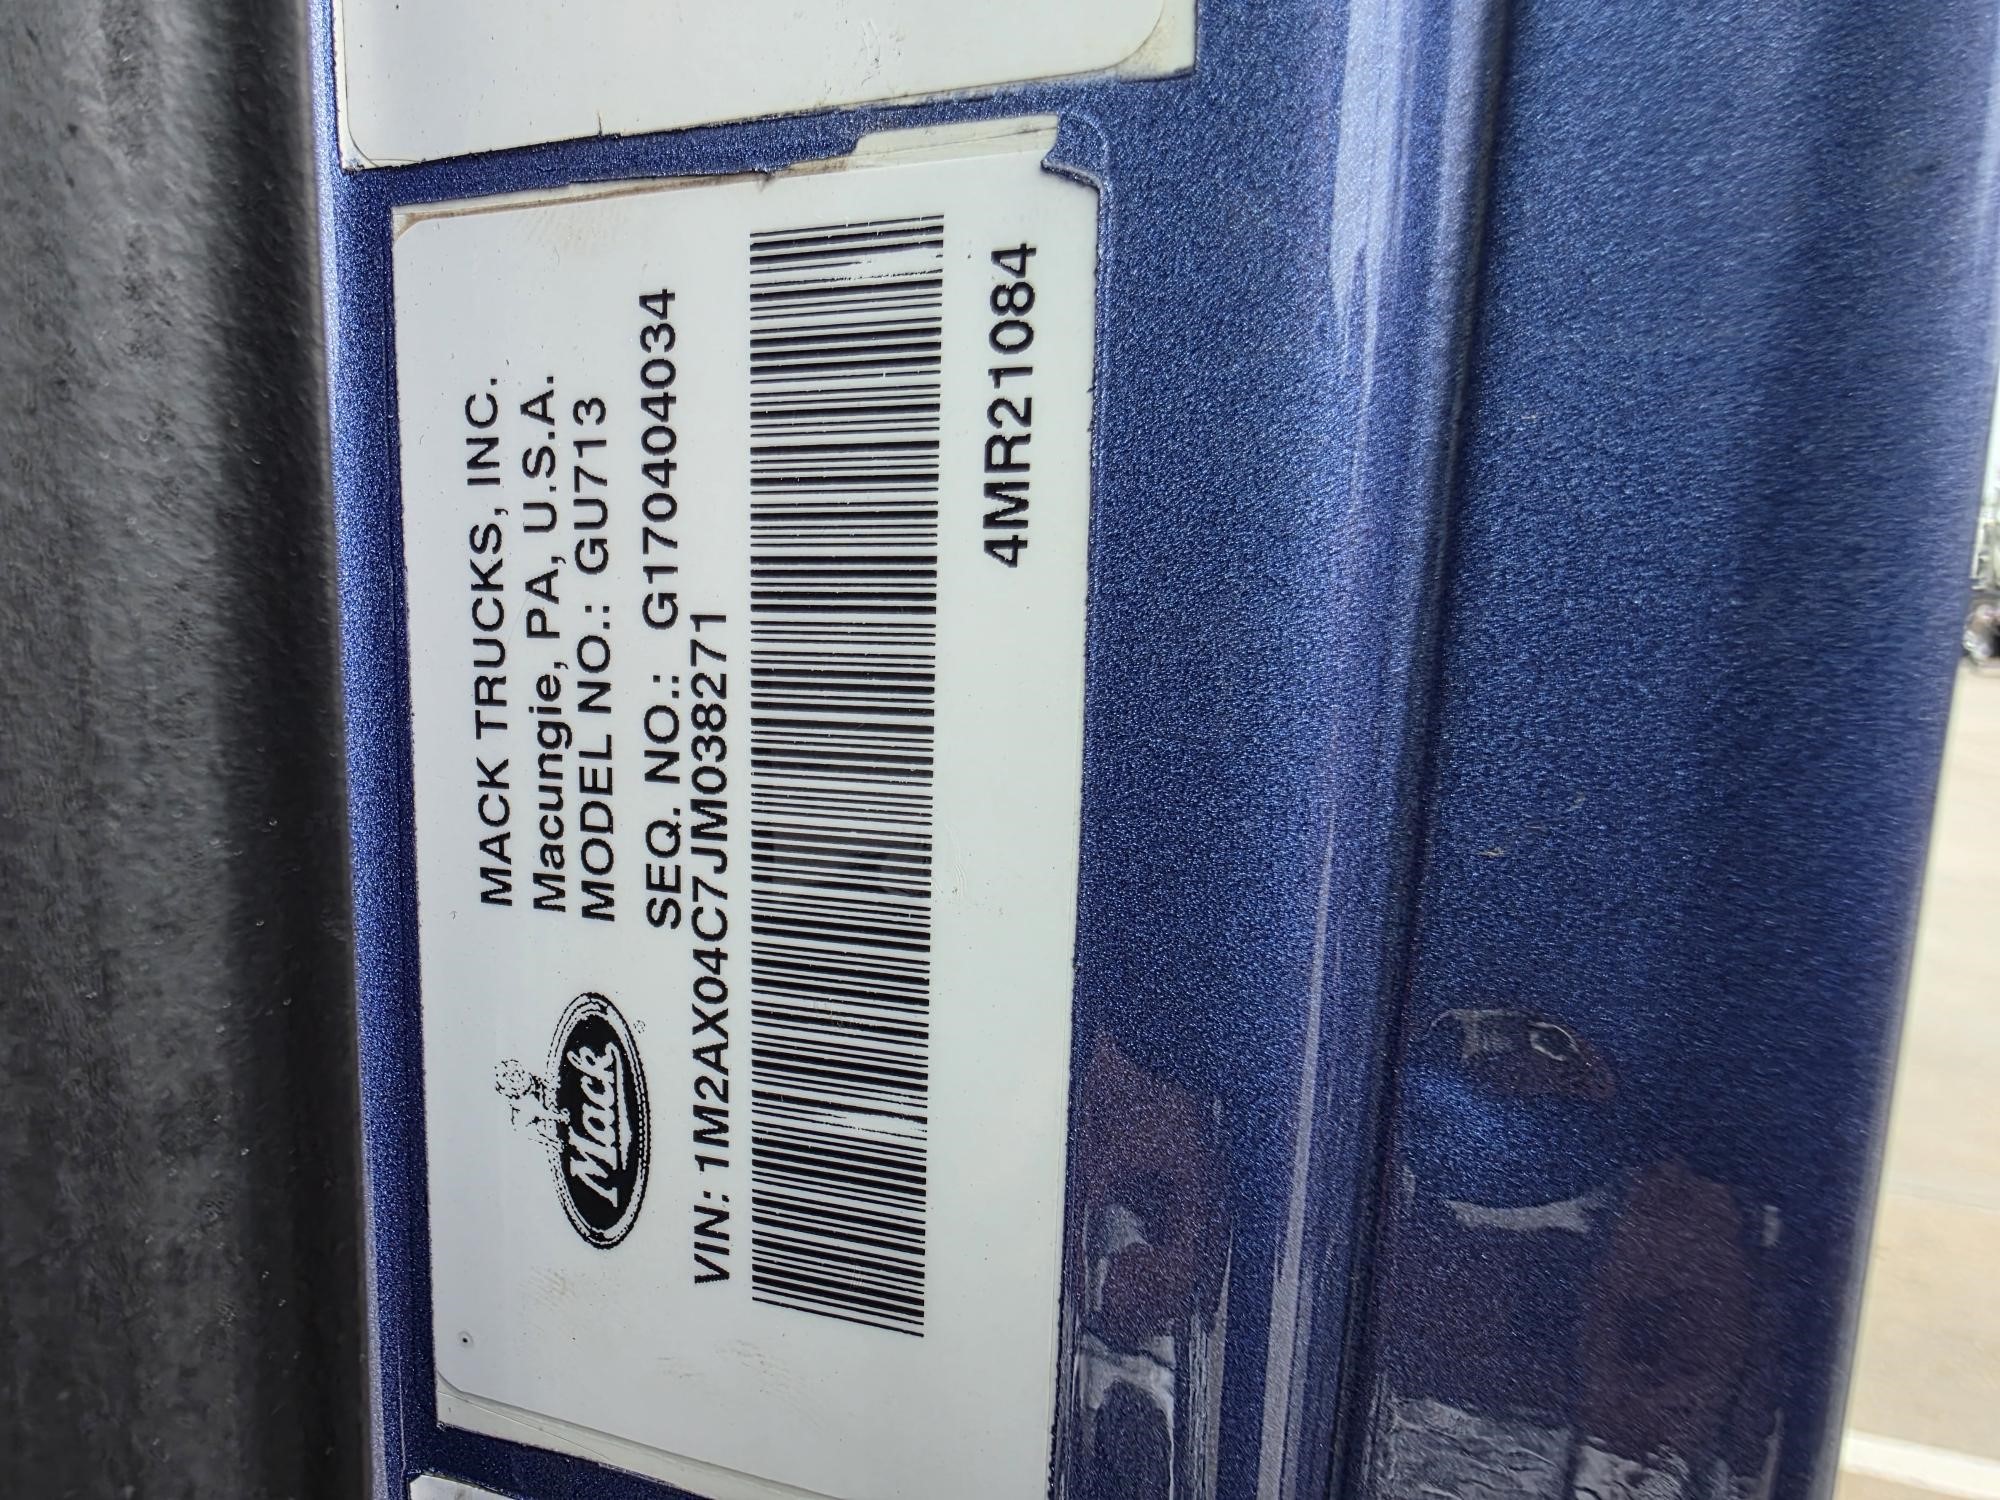 MACK TRUCKS, INC.
Macungie, PA, U.S.A.
MODEL NO.: GU713
Mack
®
SEQ. NO.: G170404034
VIN: 1M2AX04C7JM038271
4MR21084